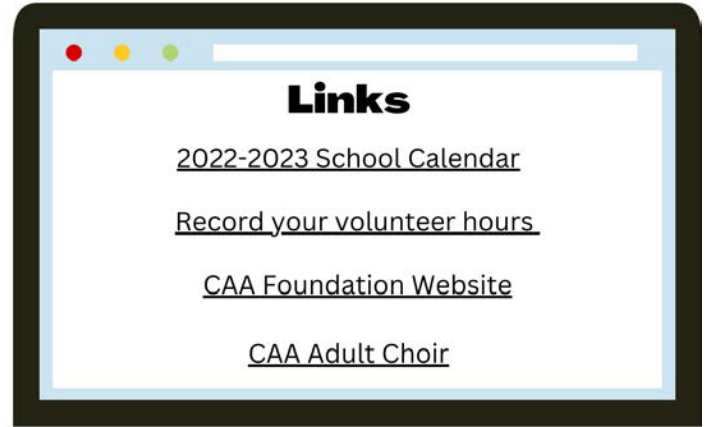 Links
2022-2023 School Calendar
Record your volunteer hours
CAA Foundation Website
CAA Adult Choir